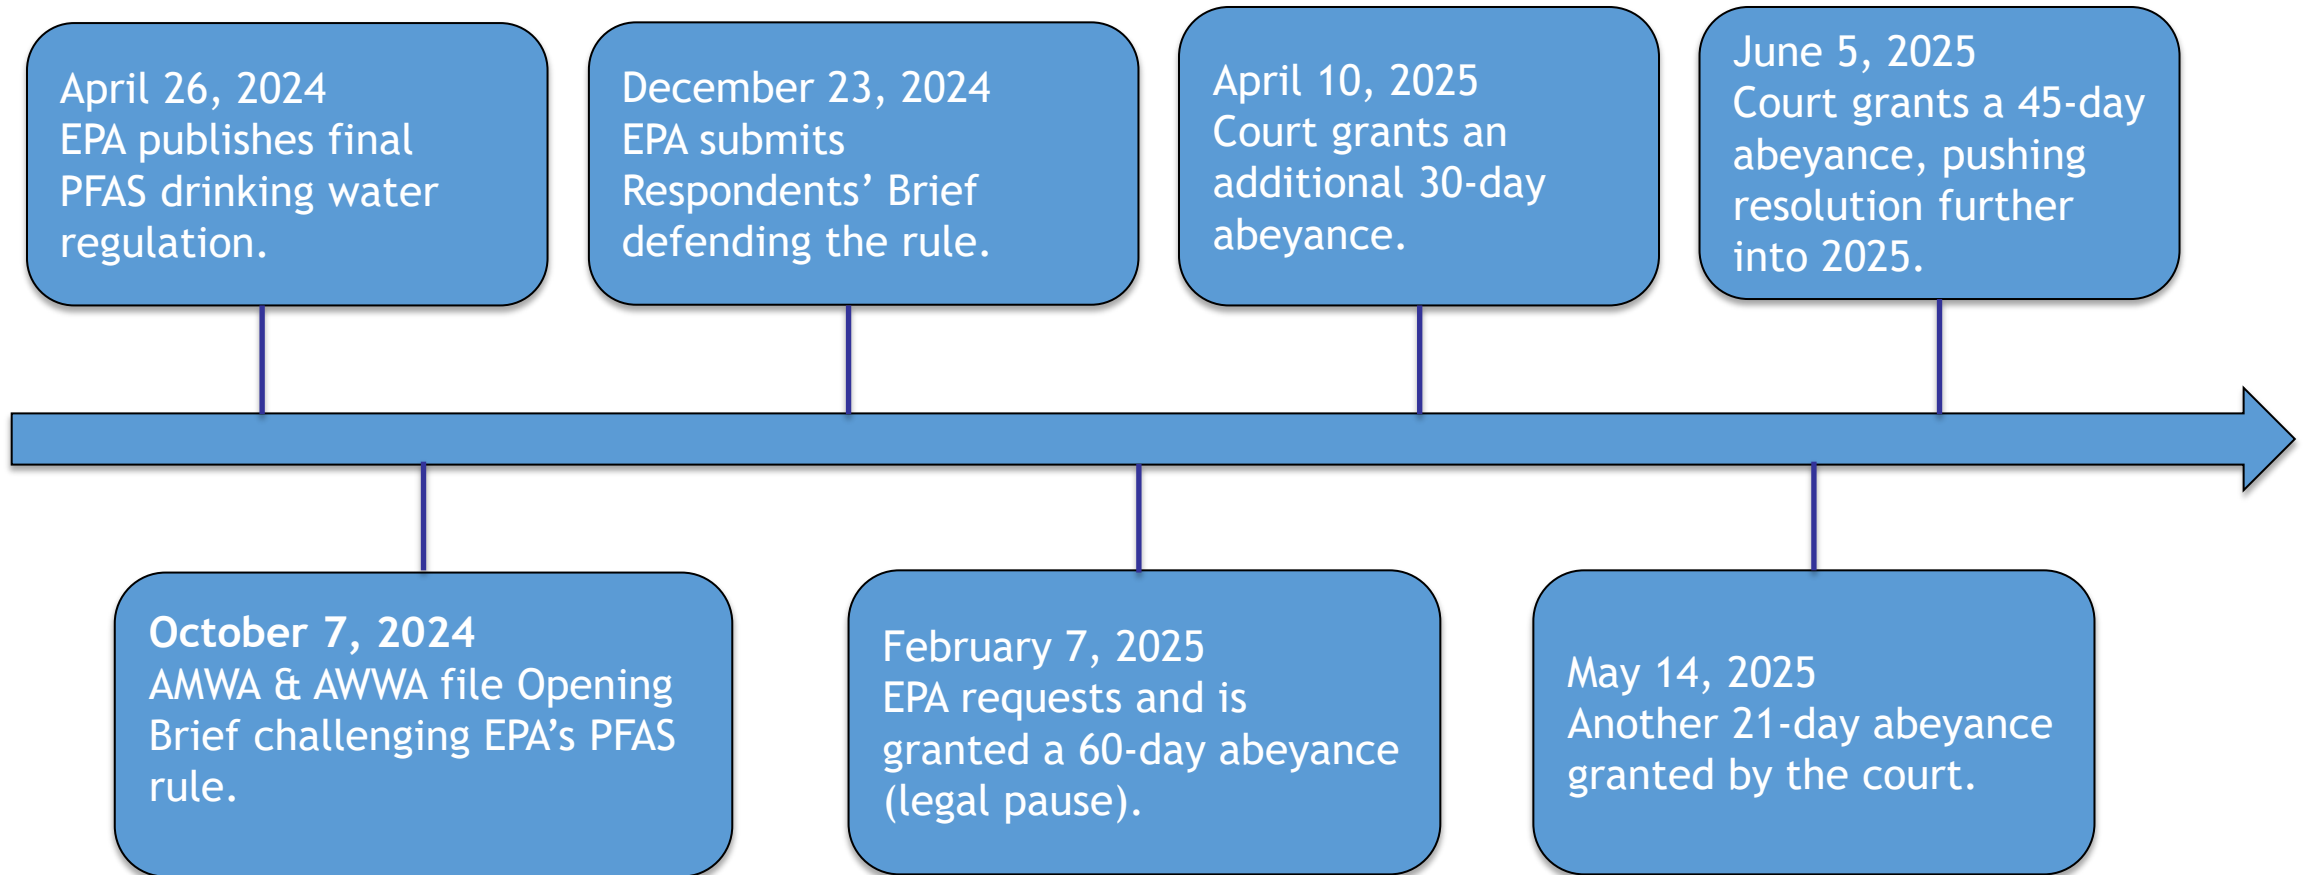 April 26, 2024
EPA publishes final
PFAS drinking water
regulation.
December 23, 2024
EPA submits
Respondents’ Brief
defending the rule.
April 10, 2025
Court grants an
additional 30-day
abeyance.
June 5, 2025
Court grants a 45-day
abeyance, pushing
resolution further
into 2025.
October 7, 2024
AMWA & AWWA file Opening
Brief challenging EPA’s PFAS
rule.
February 7, 2025
EPA requests and is
granted a 60-day abeyance
(legal pause).
May 14, 2025
Another 21-day abeyance
granted by the court.